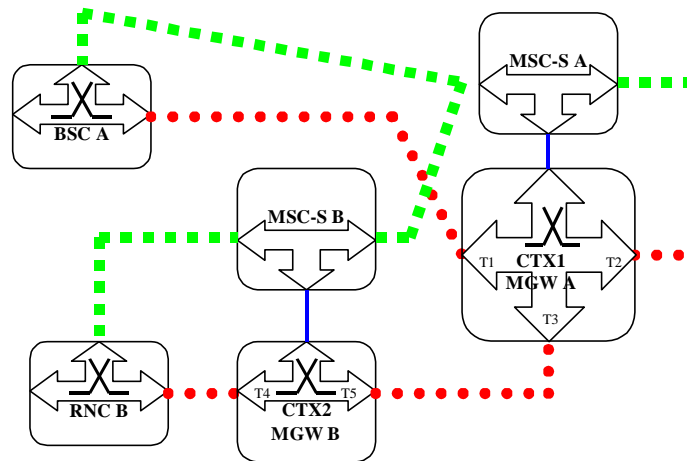 MSC-S A
BSC A
MSC-S B
CTX1
T1
T2
MGW A
T3
T4
T5
RNC B
CTX2
MGW B